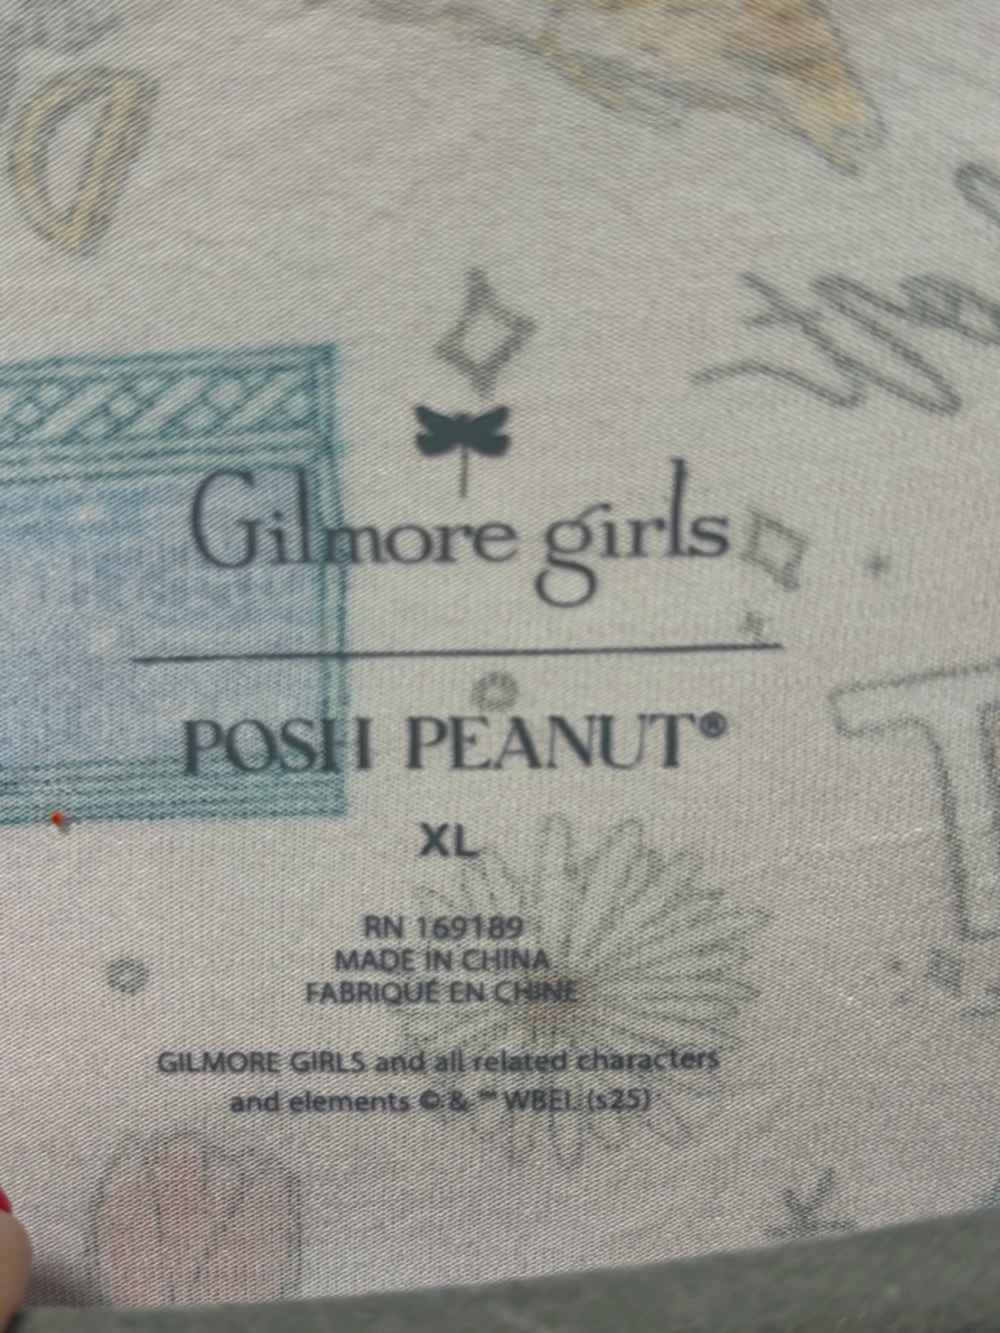 Gilmore girls
POSH PEANUT®
XL
RN 169189
MADE IN CHINA
FABRIQUÉ EN CHINE
GILMORE GIRLS and all related characters
and elements © & ™ WBEI. (s25)